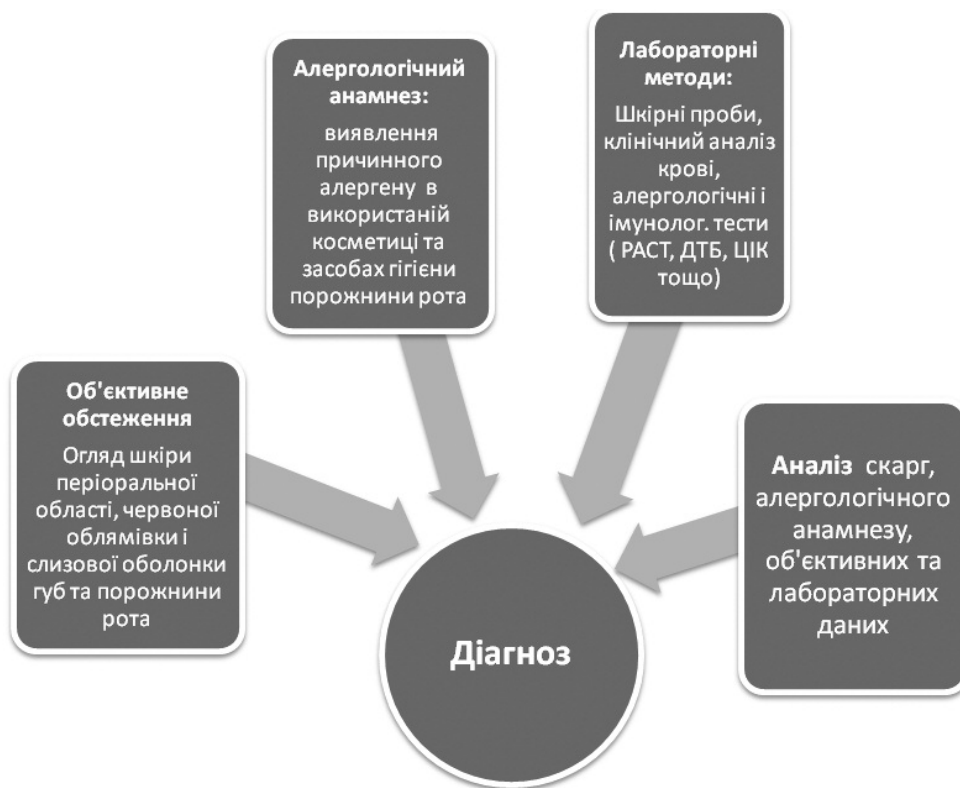 Об'єктивне
обстеження
Огляд шкіри
періоральної
області, червоної
облямівки і
слизової оболонки
губ та порожнини
рота
Алергологічний
анамнез:
виявлення
причинного
алергену в
використаній
косметиці та
засобах гігієни
порожнини рота
Лабораторні
методи:
Шкірні проби,
клінічний аналіз
крові,
алергологічні і
імунолог. тести
( РАСТ, ДТБ, ЦІК
тощо)
Аналіз скарг,
алергологічного
анамнезу,
об'єктивних та
лабораторних
даних
Діагноз